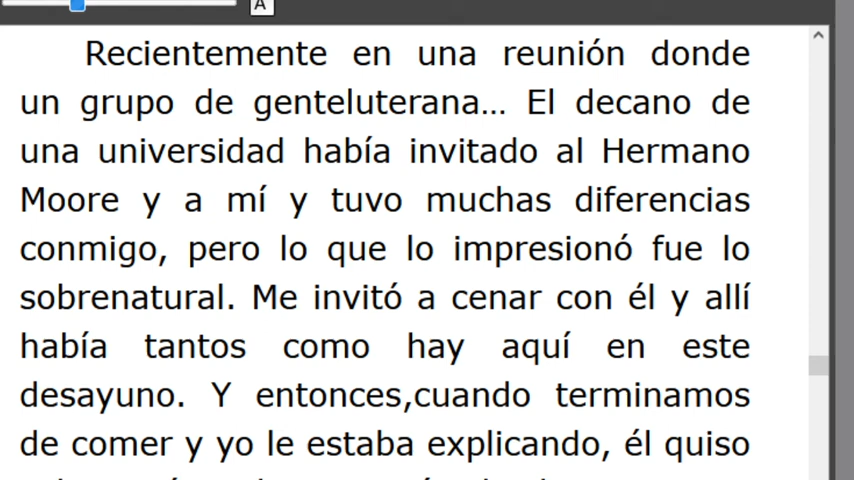 A
Recientemente en una reunión donde
un grupo de genteluterana... El decano de
una universidad había invitado al Hermano
Moore y a mí y tuvo muchas diferencias
conmigo, pero lo que lo impresionó fue lo
sobrenatural. Me invitó a cenar con él y allí
había tantos como hay aquí en este
desayuno. Y entonces,cuando terminamos
de comer y yo le estaba explicando, él quiso